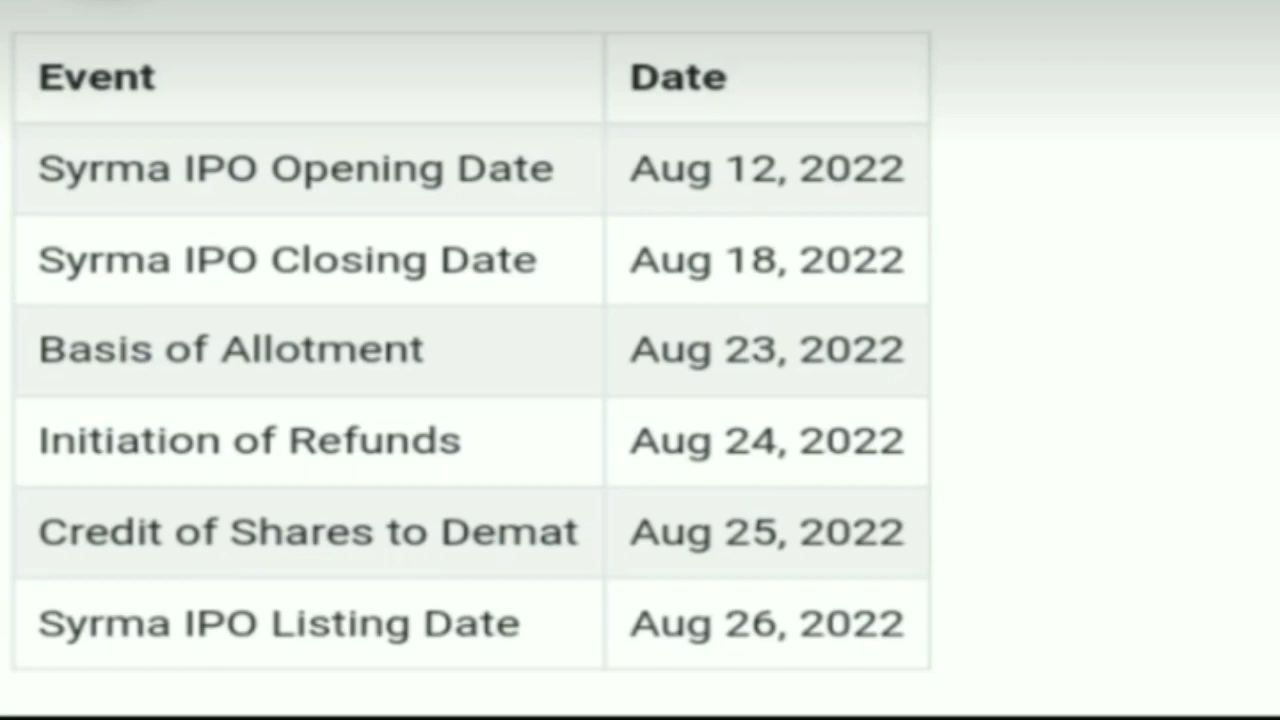 Event Date
Syrma IPO Opening Date Aug 12, 2022
Syrma IPO Closing Date Aug 18, 2022
Basis of Allotment Aug 23, 2022
Initiation of Refunds Aug 24, 2022
Credit of Shares to Demat Aug 25, 2022
Syrma IPO Listing Date Aug 26, 2022